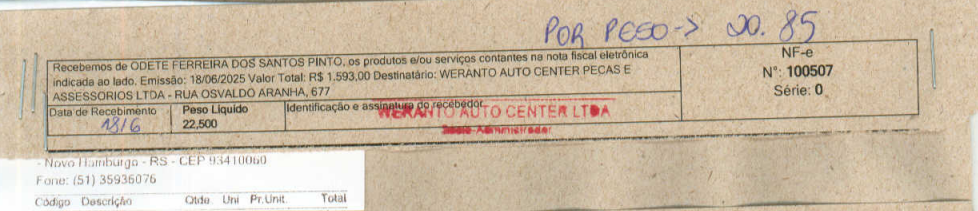 POR PESO-> 20.85
Recebemos de ODETE FERREIRA DOS SANTOS PINTO, os produtos e/ou serviços contantes na nota fiscal eletrônica
indicada ao lado. Emissão: 18/06/2025 Valor Total: R$ 1.593,00 Destinatário: WERANTO AUTO CENTER PECAS E
ASSESSORIOS LTDA - RUA OSVALDO ARANHA, 677
NF-e
N°: 100507
Série: 0
Data de Recebimento
18/6
Peso Liquido
22,500
Identificação e assinatura do recebedor
WERANTO AUTO CENTER LTDA
Sócio-Administrador
- Novo Hamburgo - RS - CEP 93410060
Fone: (51) 35936076
Código Descrição Qtde. Uni Pr.Unit. Total